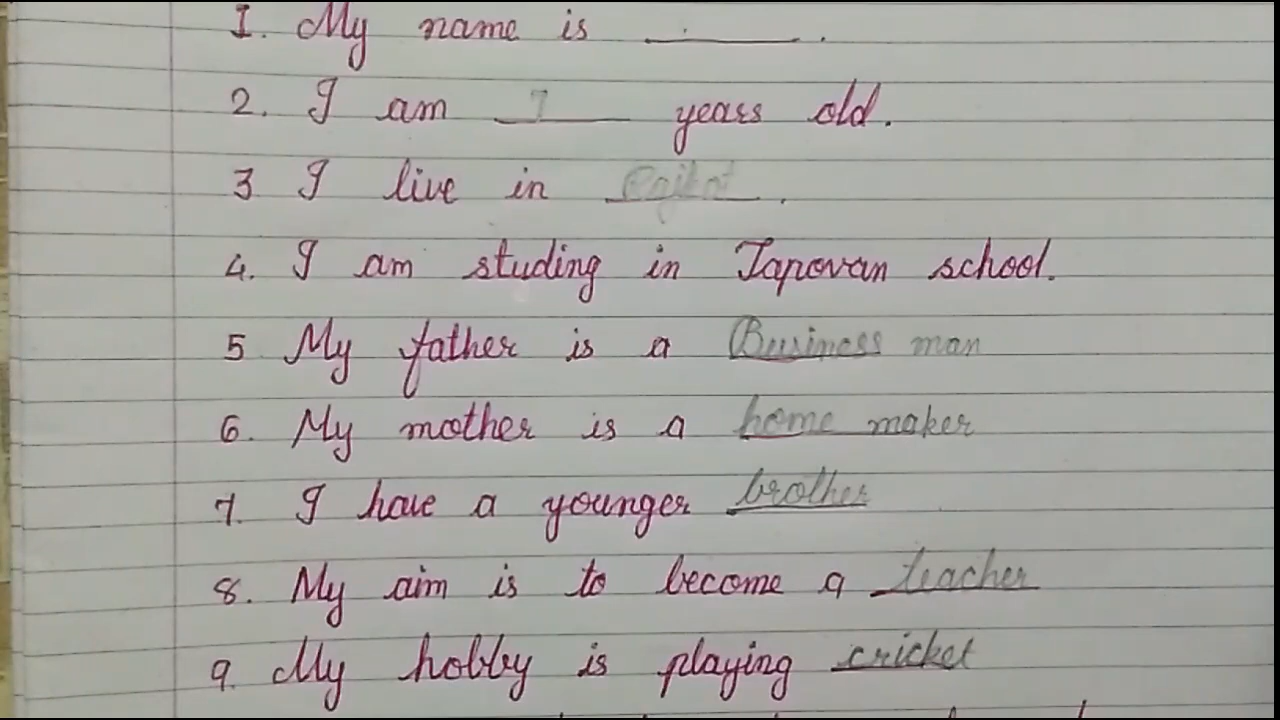 1. My name is ______.
2. I am 7 years old.
3 I live in Rajkot.
4. I am studing in Tapovan school.
5 My father is a Business man
6. My mother is a home maker
7. I have a younger brother
8. My aim is to become a teacher
9. My hobby is playing cricket